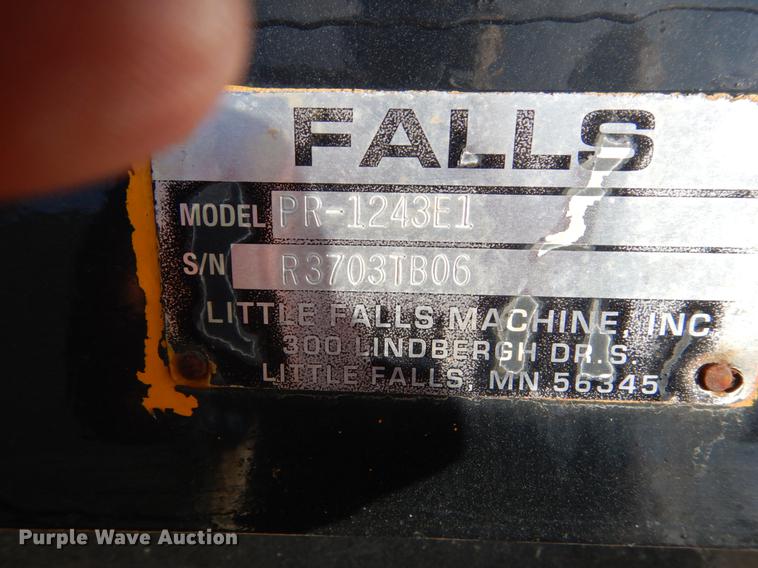 FALLS
MODEL PR-1243E1
S/N R3703TB06
LITTLE FALLS MACHINE, INC.
300 LINDBERGH DR.S.
LITTLE FALLS, MN 56345
Purple Wave Auction